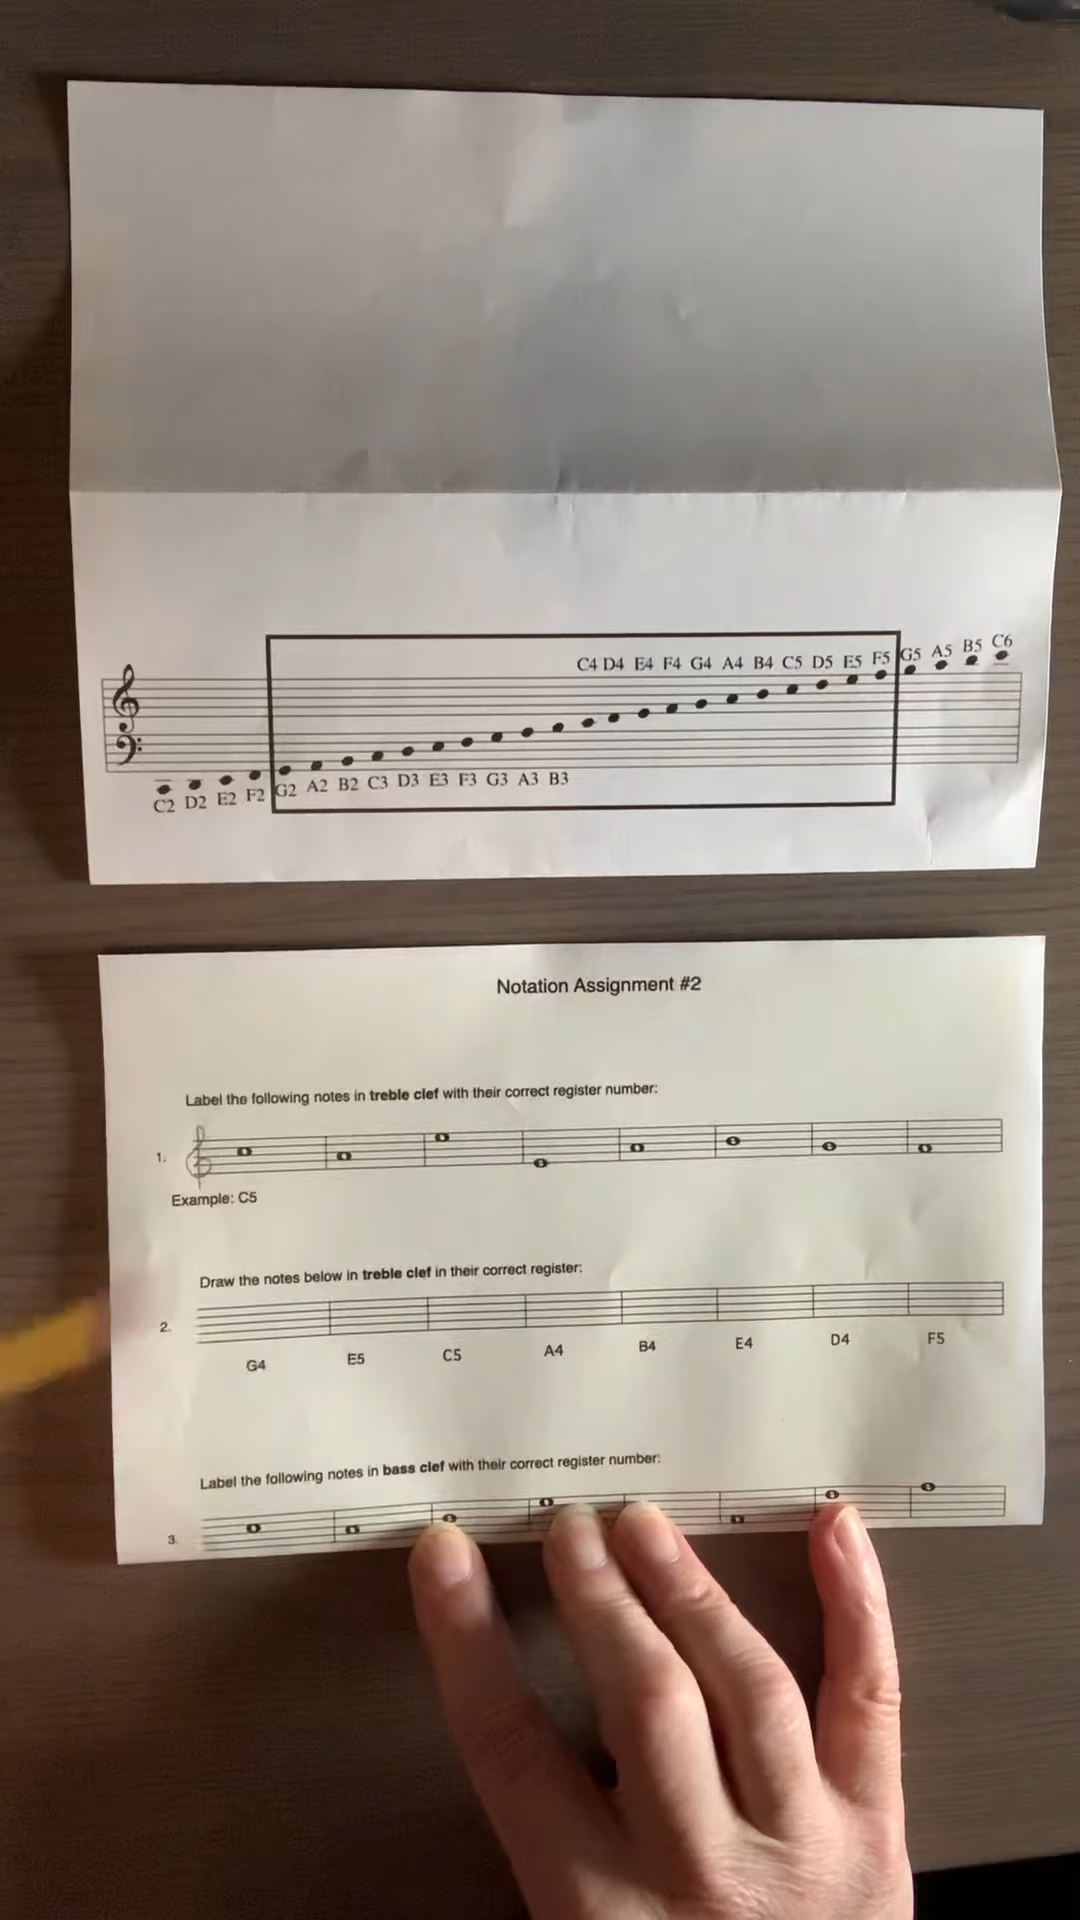 C4 D4 E4 F4 G4 A4 B4 C5 D5 E5 F5 G5 A5 B5 C6
C2 D2 E2 F2 G2 A2 B2 C3 D3 E3 F3 G3 A3 B3
Notation Assignment #2
Label the following notes in treble clef with their correct register number:
1.
Example: C5
Draw the notes below in treble clef in their correct register:
2.
G4 E5 C5 A4 B4 E4 D4 F5
Label the following notes in bass clef with their correct register number:
3.